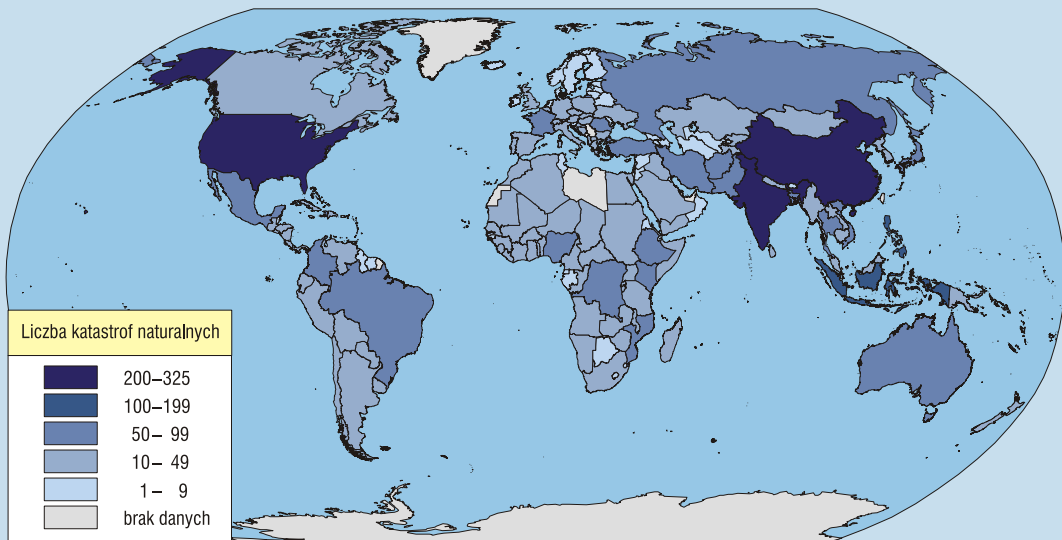 Liczba katastrof naturalnych
200–325
100–199
50– 99
10– 49
1– 9
brak danych